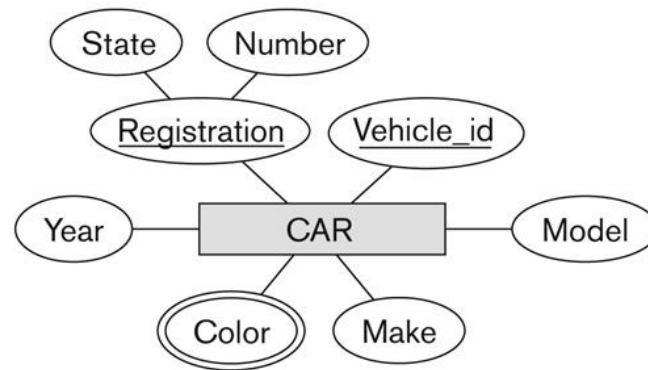 State
Number
Registration
Vehicle_id
Year
CAR
Model
Color
Make